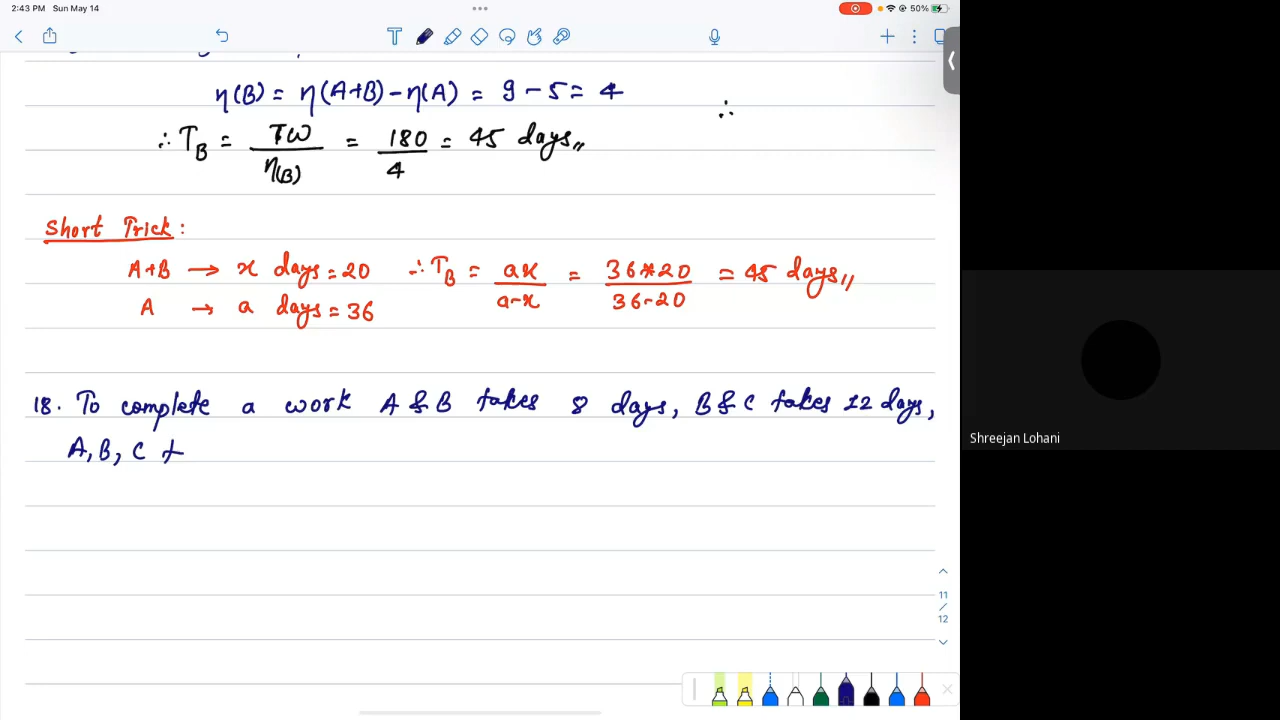 2:43 PM Sun May 14
50%
η(B) = η(A+B) - η(A) = 9 - 5 = 4
∴
∴ T_B = TW / η(B) = 180 / 4 = 45 days,,
Short Trick :
A+B → x days = 20 ∴ T_B = ax / a-x = 36*20 / 36-20 = 45 days,,
A → a days = 36
18. To complete a work A & B takes 8 days, B & C takes 12 days,
A, B, C t
Shreejan Lohani
11
/
12